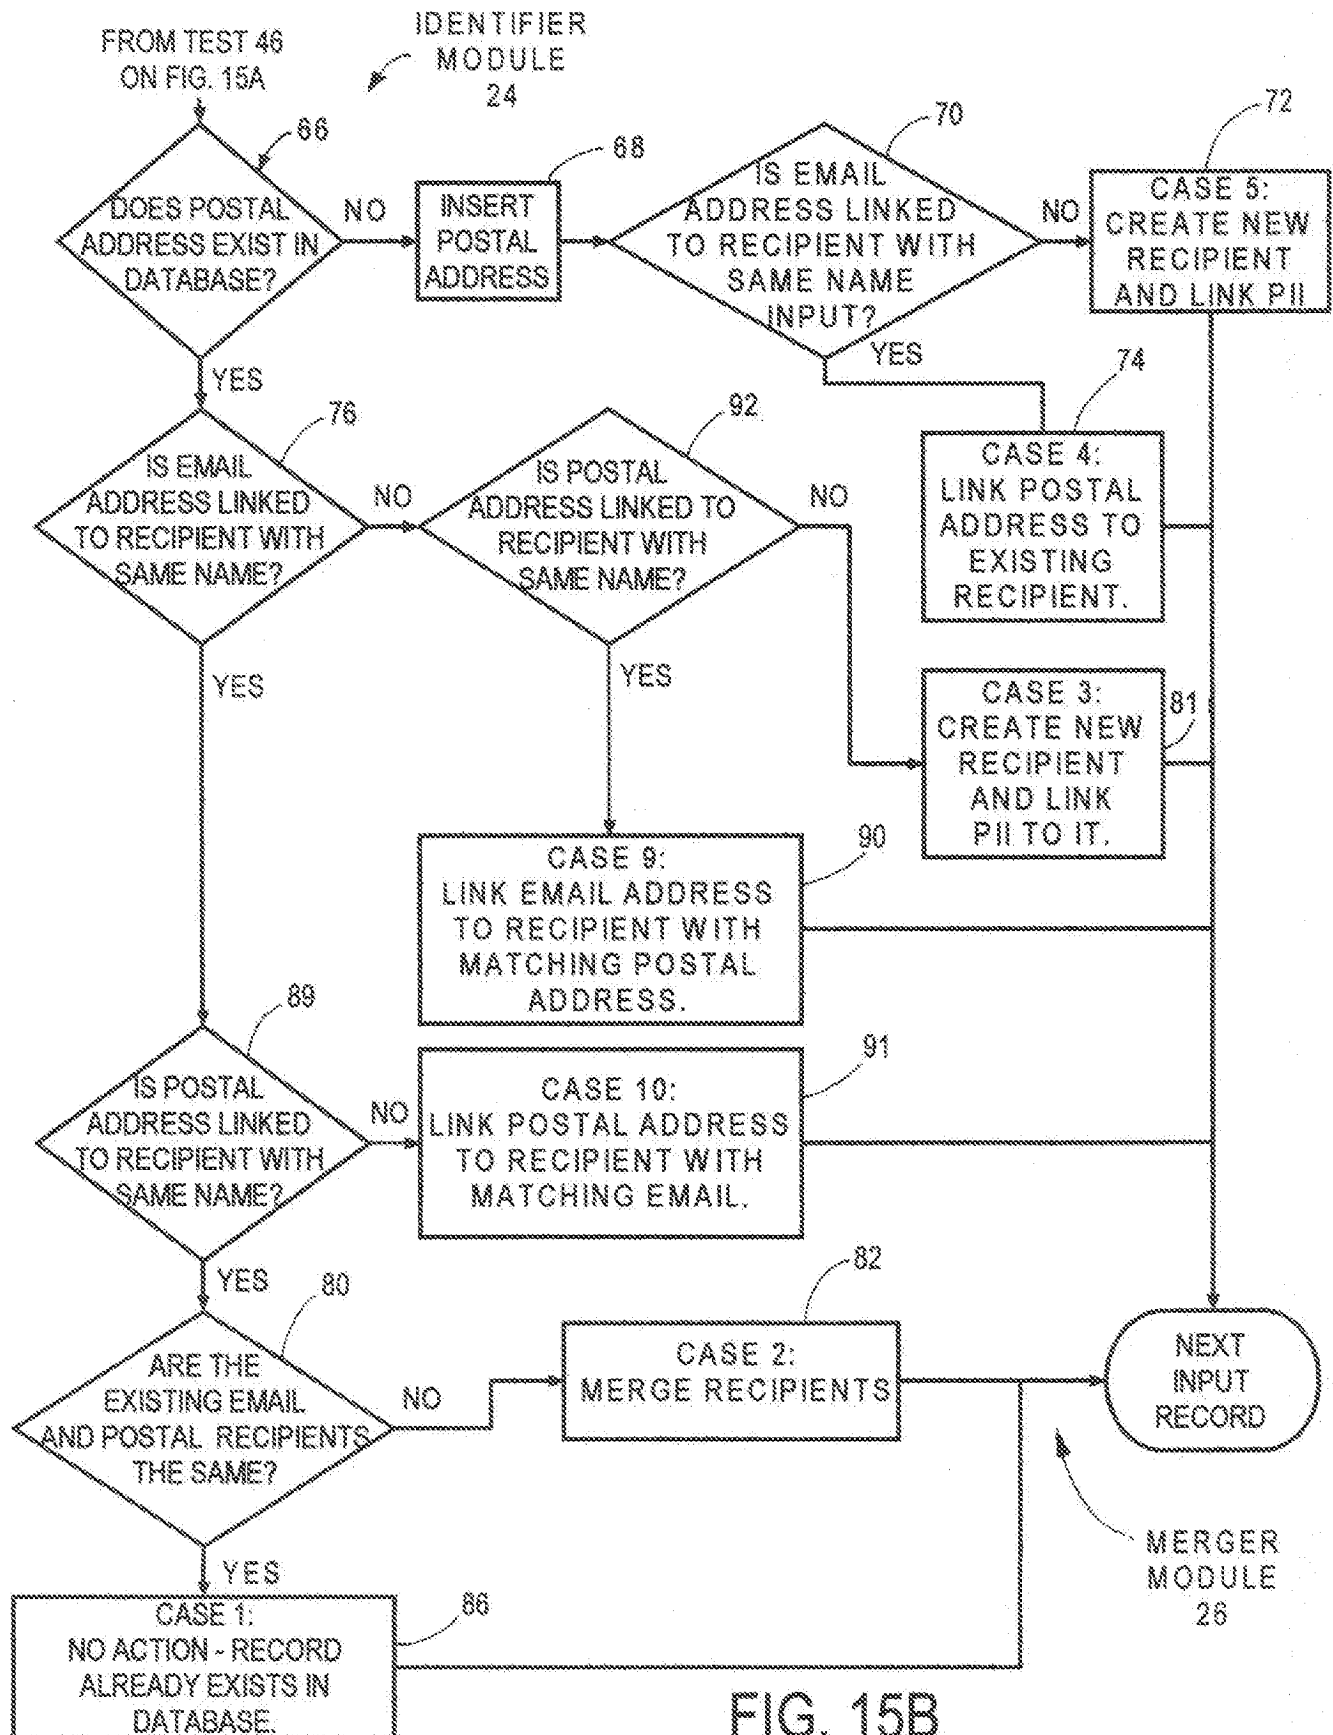 FROM TEST 46
ON FIG. 15A
IDENTIFIER
MODULE
24
66
DOES POSTAL
ADDRESS EXIST IN
DATABASE?
NO
YES
68
INSERT
POSTAL
ADDRESS
70
IS EMAIL
ADDRESS LINKED
TO RECIPIENT WITH
SAME NAME
INPUT?
NO
YES
72
CASE 5:
CREATE NEW
RECIPIENT
AND LINK PII
74
CASE 4:
LINK POSTAL
ADDRESS TO
EXISTING
RECIPIENT.
76
IS EMAIL
ADDRESS LINKED
TO RECIPIENT WITH
SAME NAME?
NO
YES
92
IS POSTAL
ADDRESS LINKED TO
RECIPIENT WITH
SAME NAME?
NO
YES
81
CASE 3:
CREATE NEW
RECIPIENT
AND LINK
PII TO IT.
90
CASE 9:
LINK EMAIL ADDRESS
TO RECIPIENT WITH
MATCHING POSTAL
ADDRESS.
89
IS POSTAL
ADDRESS LINKED
TO RECIPIENT WITH
SAME NAME?
NO
YES
91
CASE 10:
LINK POSTAL ADDRESS
TO RECIPIENT WITH
MATCHING EMAIL.
80
ARE THE
EXISTING EMAIL
AND POSTAL RECIPIENTS
THE SAME?
NO
YES
82
CASE 2:
MERGE RECIPIENTS
NEXT
INPUT
RECORD
MERGER
MODULE
26
86
CASE 1:
NO ACTION - RECORD
ALREADY EXISTS IN
DATABASE.
FIG. 15B